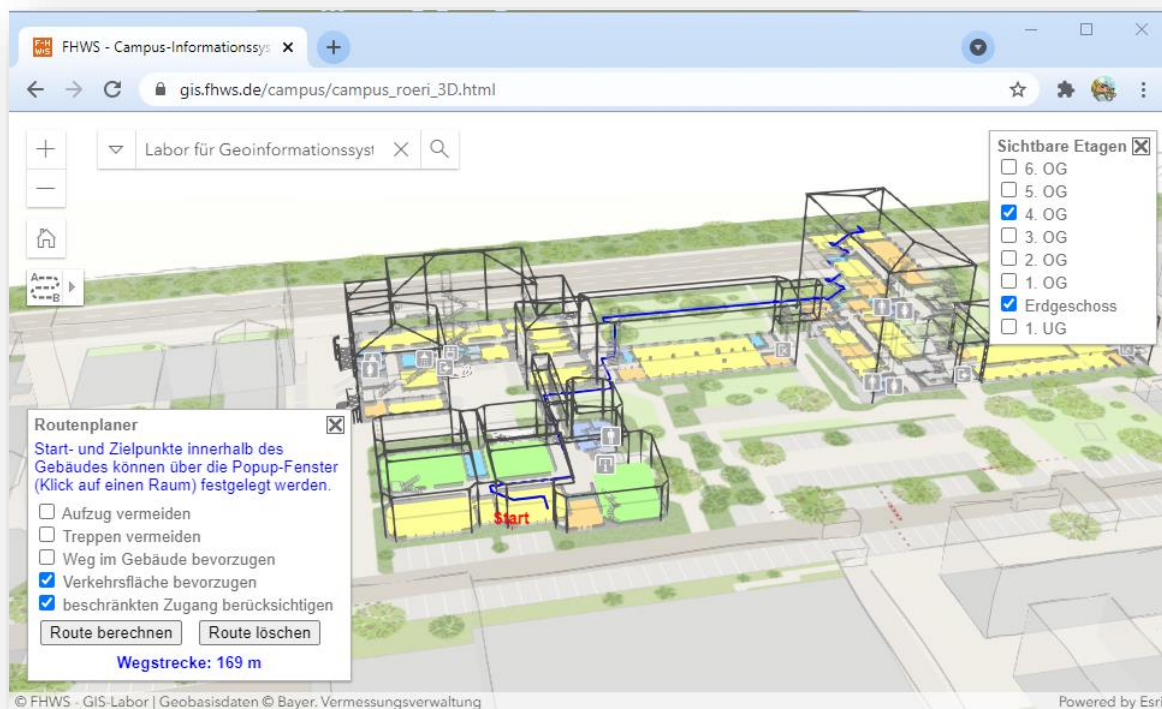 FHWS - Campus-Informationssys
gis.fhws.de/campus/campus_roeri_3D.html
Labor für Geoinformationssyst
Sichtbare Etagen
6. OG
5. OG
4. OG
3. OG
2. OG
1. OG
Erdgeschoss
1. UG
A
B
Routenplaner
Start- und Zielpunkte innerhalb des
Gebäudes können über die Popup-Fenster
(Klick auf einen Raum) festgelegt werden.
Aufzug vermeiden
Treppen vermeiden
Weg im Gebäude bevorzugen
Verkehrsfläche bevorzugen
beschränkten Zugang berücksichtigen
Route berechnen Route löschen
Wegstrecke: 169 m
Start
© FHWS - GIS-Labor | Geobasisdaten © Bayer. Vermessungsverwaltung
Powered by Esri